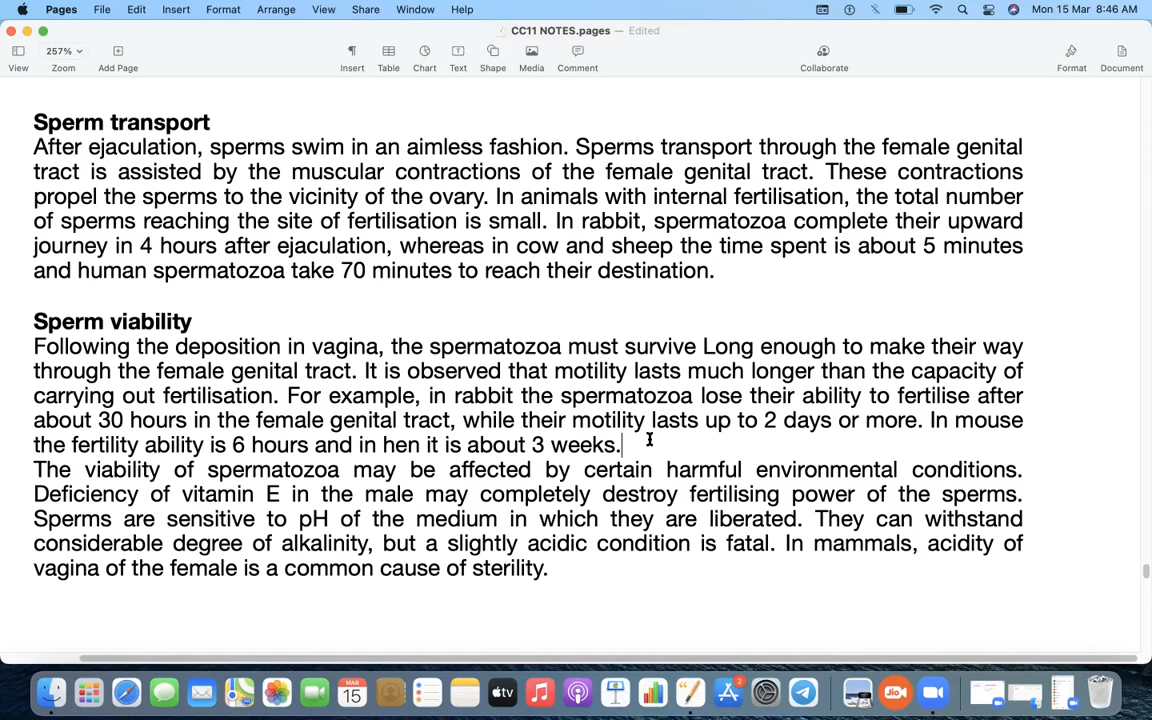 Pages File Edit Insert Format Arrange View Share Window Help Mon 15 Mar 8:46 AM
CC11 NOTES.pages — Edited
257%
View Zoom Add Page Insert Table Chart Text Shape Media Comment Collaborate Format Document
Sperm transport
After ejaculation, sperms swim in an aimless fashion. Sperms transport through the female genital
tract is assisted by the muscular contractions of the female genital tract. These contractions
propel the sperms to the vicinity of the ovary. In animals with internal fertilisation, the total number
of sperms reaching the site of fertilisation is small. In rabbit, spermatozoa complete their upward
journey in 4 hours after ejaculation, whereas in cow and sheep the time spent is about 5 minutes
and human spermatozoa take 70 minutes to reach their destination.
Sperm viability
Following the deposition in vagina, the spermatozoa must survive Long enough to make their way
through the female genital tract. It is observed that motility lasts much longer than the capacity of
carrying out fertilisation. For example, in rabbit the spermatozoa lose their ability to fertilise after
about 30 hours in the female genital tract, while their motility lasts up to 2 days or more. In mouse
the fertility ability is 6 hours and in hen it is about 3 weeks.
The viability of spermatozoa may be affected by certain harmful environmental conditions.
Deficiency of vitamin E in the male may completely destroy fertilising power of the sperms.
Sperms are sensitive to pH of the medium in which they are liberated. They can withstand
considerable degree of alkalinity, but a slightly acidic condition is fatal. In mammals, acidity of
vagina of the female is a common cause of sterility.
MAR
15
tv
2
Jio